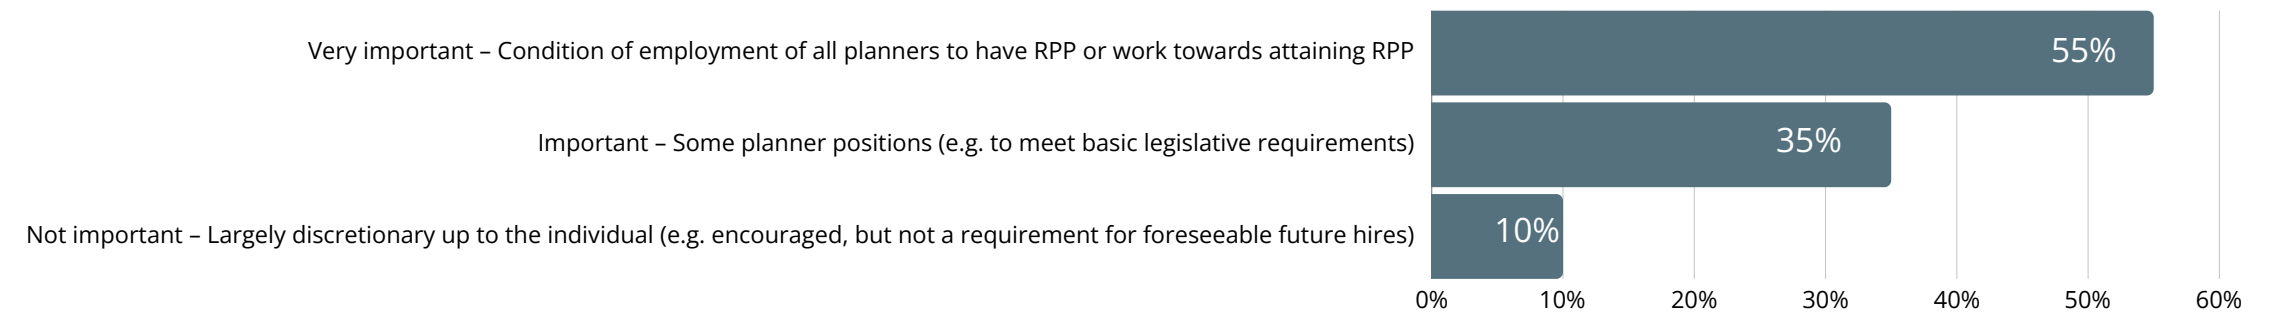 Very important – Condition of employment of all planners to have RPP or work towards attaining RPP
55%
Important – Some planner positions (e.g. to meet basic legislative requirements)
35%
Not important – Largely discretionary up to the individual (e.g. encouraged, but not a requirement for foreseeable future hires)
10%
0% 10% 20% 30% 40% 50% 60%